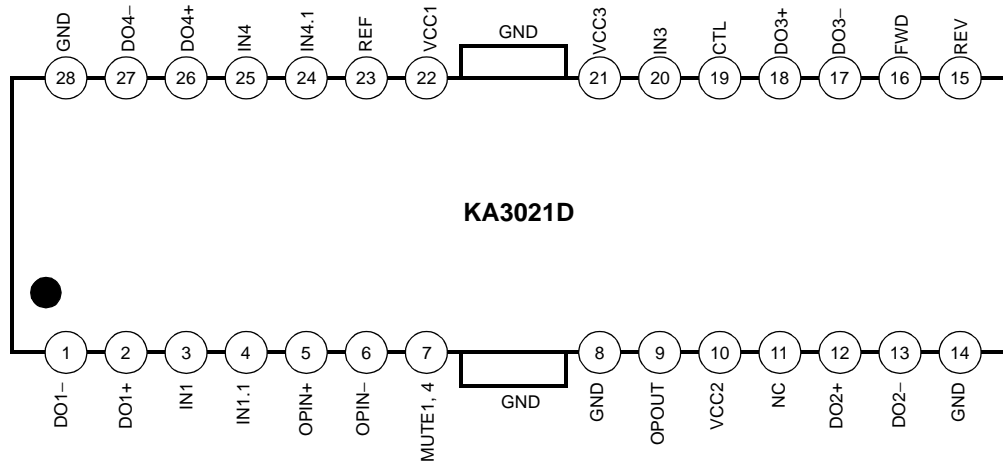 GND DO4− DO4+ IN4 IN4.1 REF VCC1 GND VCC3 IN3 CTL DO3+ DO3− FWD REV
28 27 26 25 24 23 22 21 20 19 18 17 16 15
KA3021D
1 2 3 4 5 6 7 8 9 10 11 12 13 14
DO1− DO1+ IN1 IN1.1 OPIN+ OPIN− MUTE1, 4 GND GND OPOUT VCC2 NC DO2+ DO2− GND